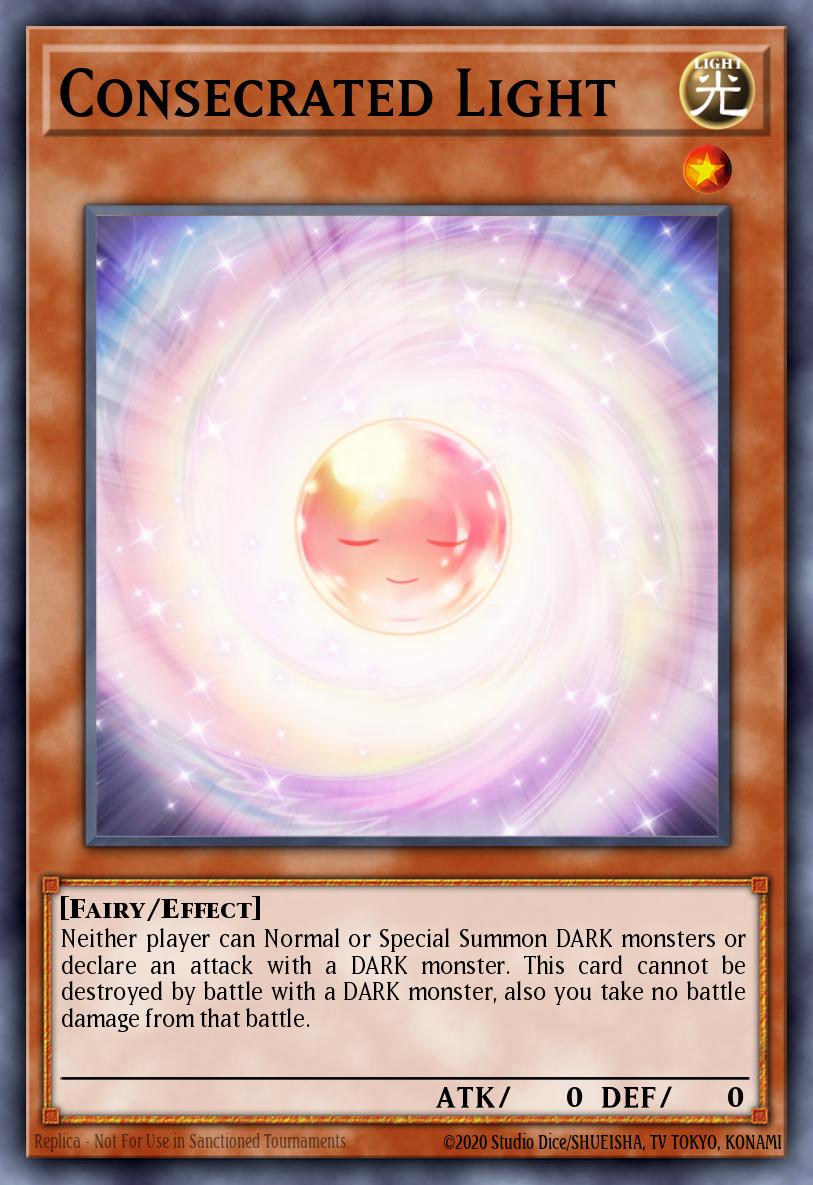 Consecrated Light
LIGHT
光
[Fairy/Effect]
Neither player can Normal or Special Summon DARK monsters or
declare an attack with a DARK monster. This card cannot be
destroyed by battle with a DARK monster, also you take no battle
damage from that battle.
ATK/ 0 DEF/ 0
Replica - Not For Use in Sanctioned Tournaments.
©2020 Studio Dice/SHUEISHA, TV TOKYO, KONAMI